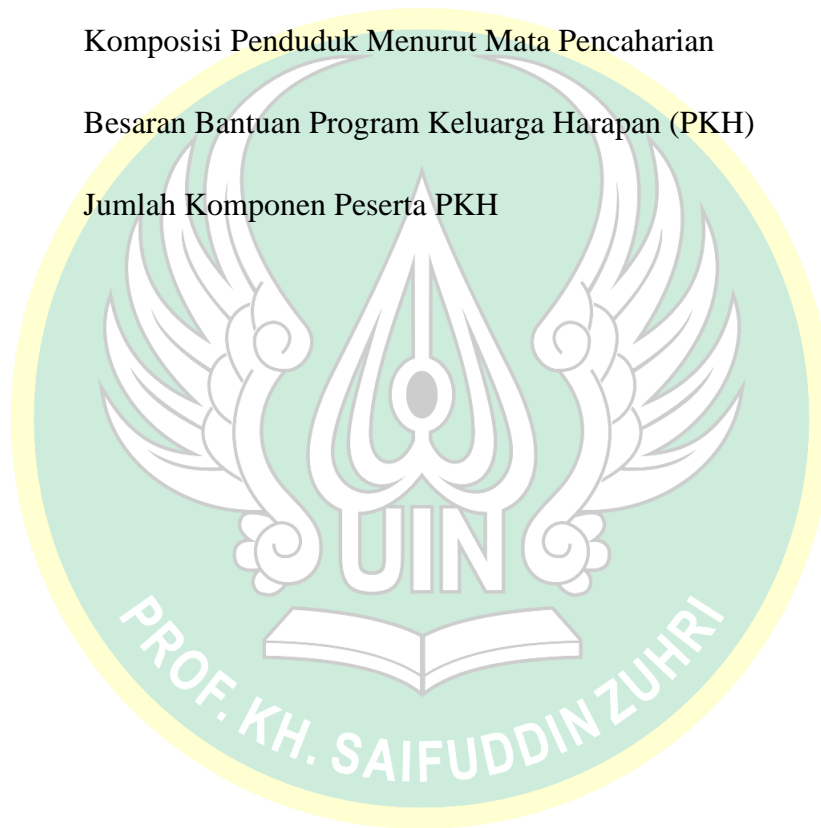 Komposisi Penduduk Menurut Mata Pencaharian
Besaran Bantuan Program Keluarga Harapan (PKH)
Jumlah Komponen Peserta PKH
UIN
PROF. KH. SAIFUDDIN ZUHRI